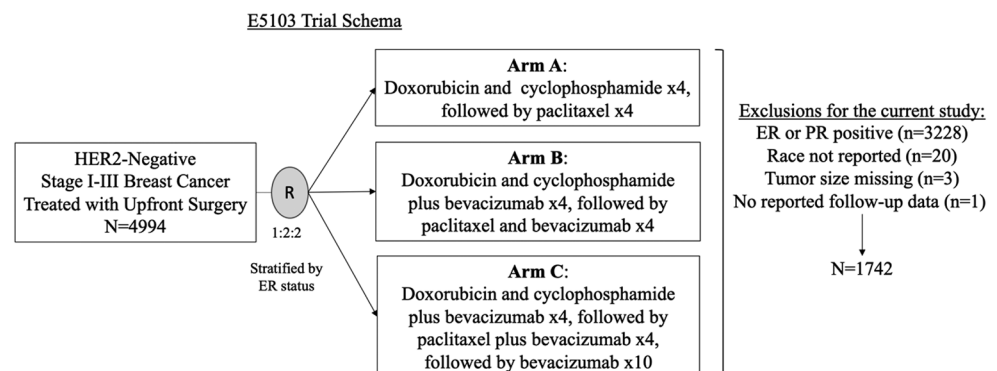 E5103 Trial Schema
HER2-Negative
Stage I-III Breast Cancer
Treated with Upfront Surgery
N=4994
R
1:2:2
Stratified by
ER status
Arm A:
Doxorubicin and cyclophosphamide x4,
followed by paclitaxel x4
Arm B:
Doxorubicin and cyclophosphamide
plus bevacizumab x4, followed by
paclitaxel and bevacizumab x4
Arm C:
Doxorubicin and cyclophosphamide
plus bevacizumab x4, followed by
paclitaxel plus bevacizumab x4,
followed by bevacizumab x10
Exclusions for the current study:
ER or PR positive (n=3228)
Race not reported (n=20)
Tumor size missing (n=3)
No reported follow-up data (n=1)
N=1742